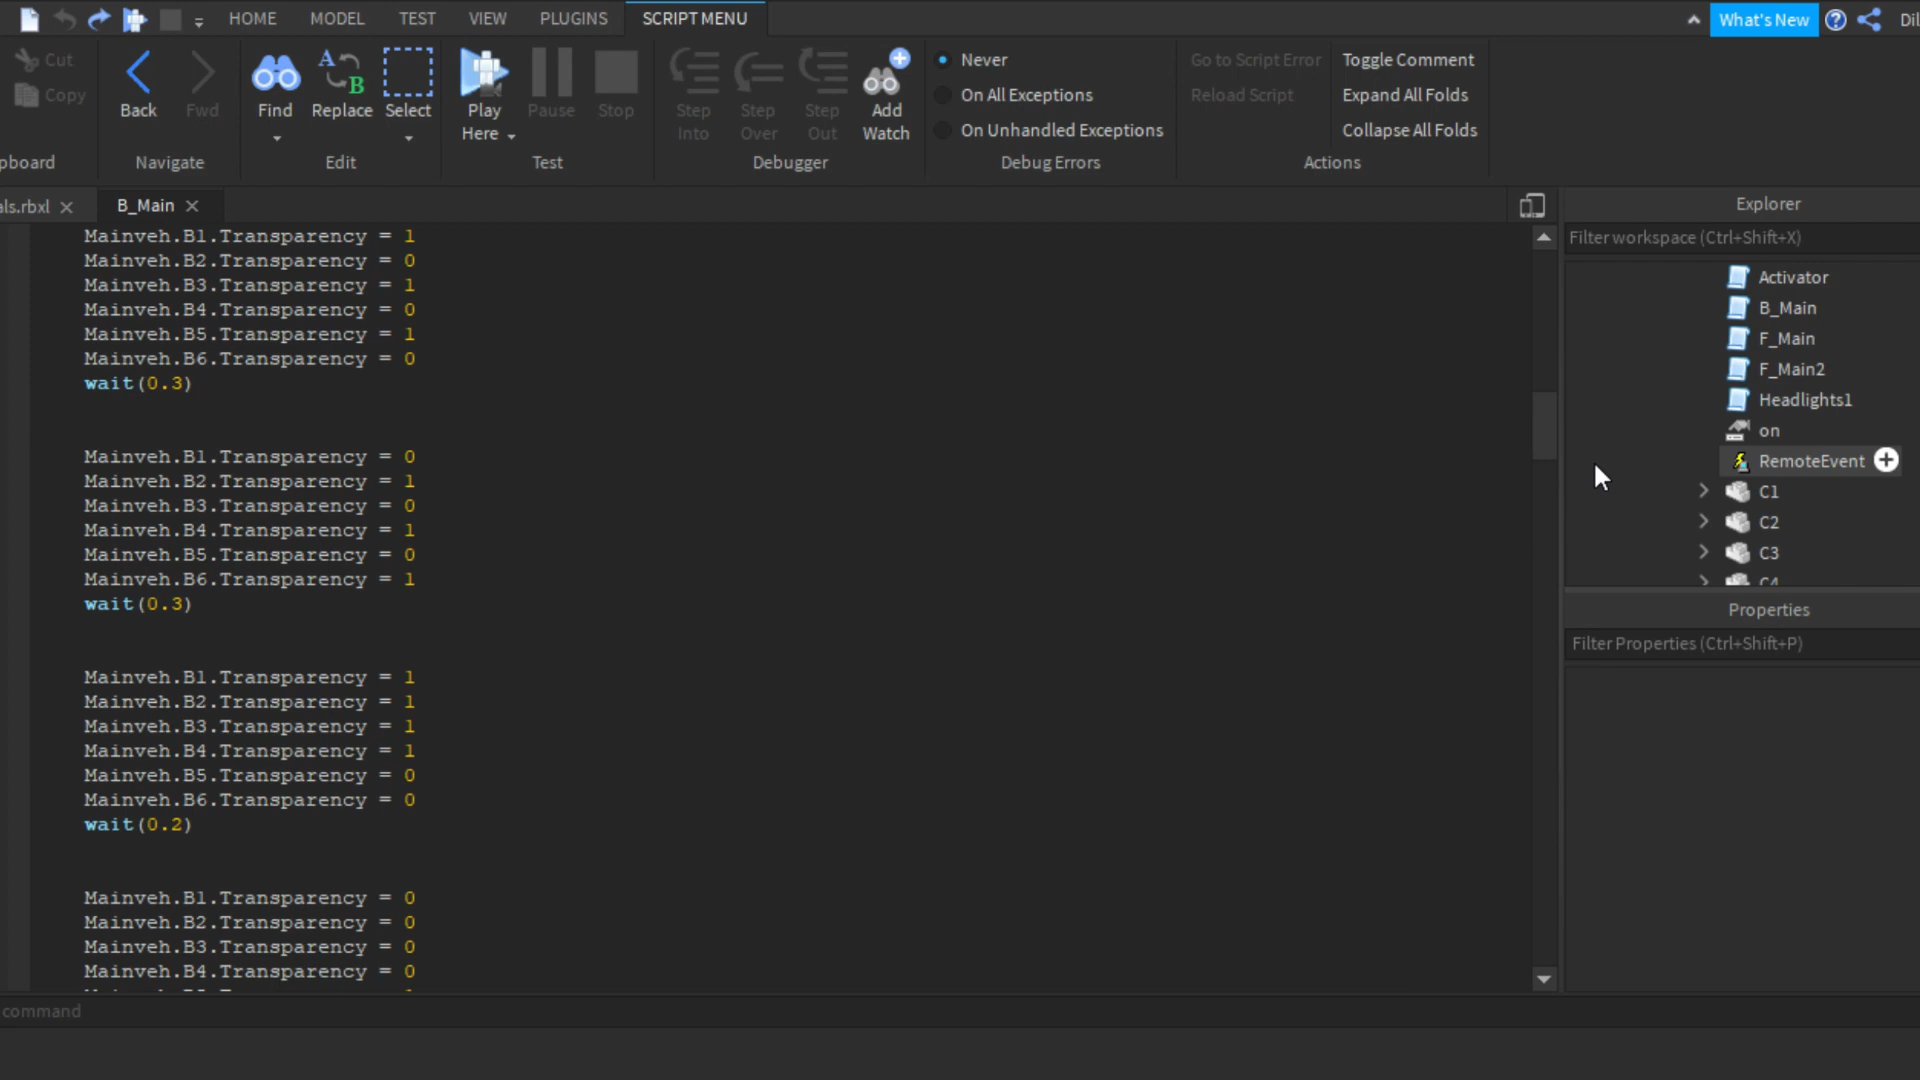 HOME MODEL TEST VIEW PLUGINS SCRIPT MENU What's New ? Dil
Cut
Copy
pboard
Back Fwd
Navigate
Find Replace Select
Edit
Play Here Pause Stop
Test
Step Into Step Over Step Out Add Watch
Debugger
Never
On All Exceptions
On Unhandled Exceptions
Debug Errors
Go to Script Error
Reload Script
Toggle Comment
Expand All Folds
Collapse All Folds
Actions
als.rbxl B_Main
Mainveh.B1.Transparency = 1
Mainveh.B2.Transparency = 0
Mainveh.B3.Transparency = 1
Mainveh.B4.Transparency = 0
Mainveh.B5.Transparency = 1
Mainveh.B6.Transparency = 0
wait(0.3)
Mainveh.B1.Transparency = 0
Mainveh.B2.Transparency = 1
Mainveh.B3.Transparency = 0
Mainveh.B4.Transparency = 1
Mainveh.B5.Transparency = 0
Mainveh.B6.Transparency = 1
wait(0.3)
Mainveh.B1.Transparency = 1
Mainveh.B2.Transparency = 1
Mainveh.B3.Transparency = 1
Mainveh.B4.Transparency = 1
Mainveh.B5.Transparency = 0
Mainveh.B6.Transparency = 0
wait(0.2)
Mainveh.B1.Transparency = 0
Mainveh.B2.Transparency = 0
Mainveh.B3.Transparency = 0
Mainveh.B4.Transparency = 0
command
Explorer
Filter workspace (Ctrl+Shift+X)
Activator
B_Main
F_Main
F_Main2
Headlights1
on
RemoteEvent
C1
C2
C3
C4
Properties
Filter Properties (Ctrl+Shift+P)